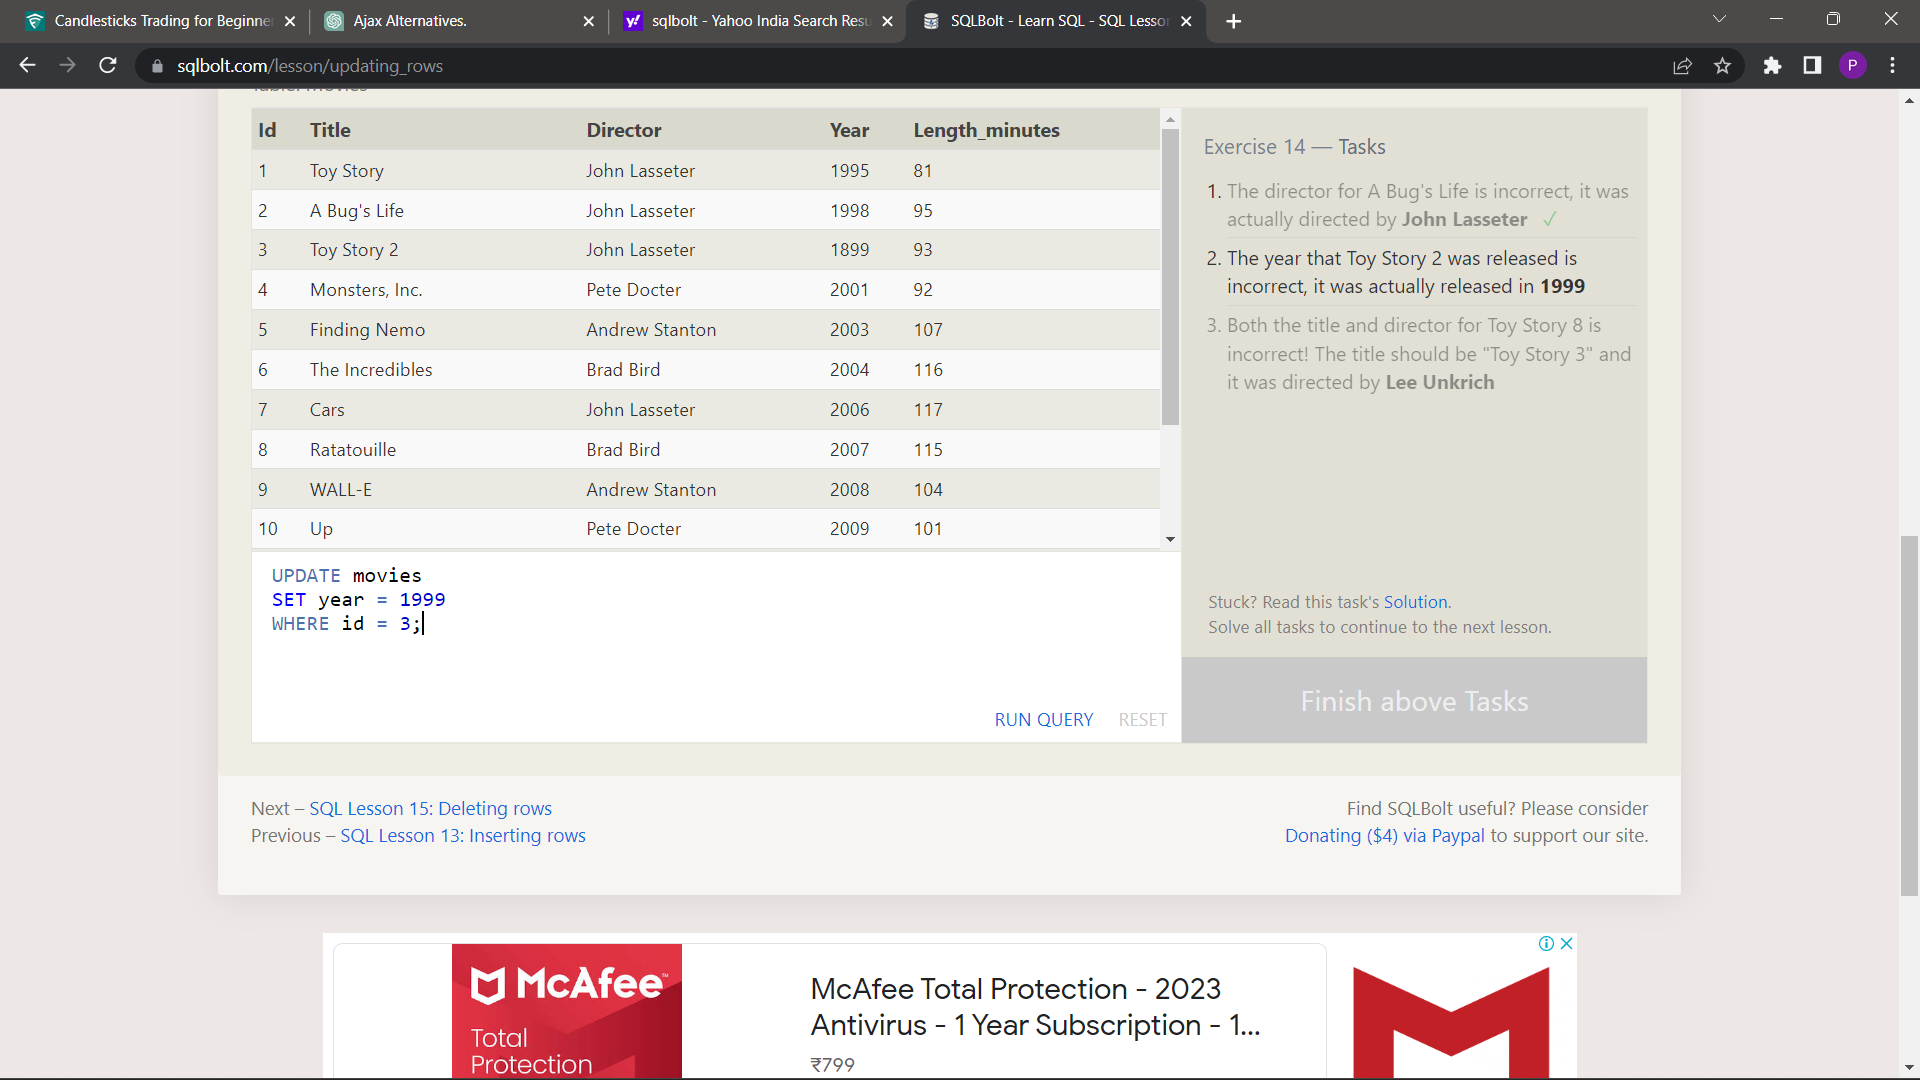 Candlesticks Trading for Beginne
Ajax Alternatives.
sqlbolt - Yahoo India Search Resu
SQLBolt - Learn SQL - SQL Lesson
sqlbolt.com/lesson/updating_rows
P
Id Title Director Year Length_minutes
1 Toy Story John Lasseter 1995 81
2 A Bug's Life John Lasseter 1998 95
3 Toy Story 2 John Lasseter 1899 93
4 Monsters, Inc. Pete Docter 2001 92
5 Finding Nemo Andrew Stanton 2003 107
6 The Incredibles Brad Bird 2004 116
7 Cars John Lasseter 2006 117
8 Ratatouille Brad Bird 2007 115
9 WALL-E Andrew Stanton 2008 104
10 Up Pete Docter 2009 101
UPDATE movies
SET year = 1999
WHERE id = 3;
RUN QUERY RESET
Exercise 14 — Tasks
1. The director for A Bug's Life is incorrect, it was
actually directed by John Lasseter ✓
2. The year that Toy Story 2 was released is
incorrect, it was actually released in 1999
3. Both the title and director for Toy Story 8 is
incorrect! The title should be "Toy Story 3" and
it was directed by Lee Unkrich
Stuck? Read this task's Solution.
Solve all tasks to continue to the next lesson.
Finish above Tasks
Next – SQL Lesson 15: Deleting rows
Previous – SQL Lesson 13: Inserting rows
Find SQLBolt useful? Please consider
Donating ($4) via Paypal to support our site.
McAfee™
Total
Protection
McAfee Total Protection - 2023
Antivirus - 1 Year Subscription - 1...
₹799